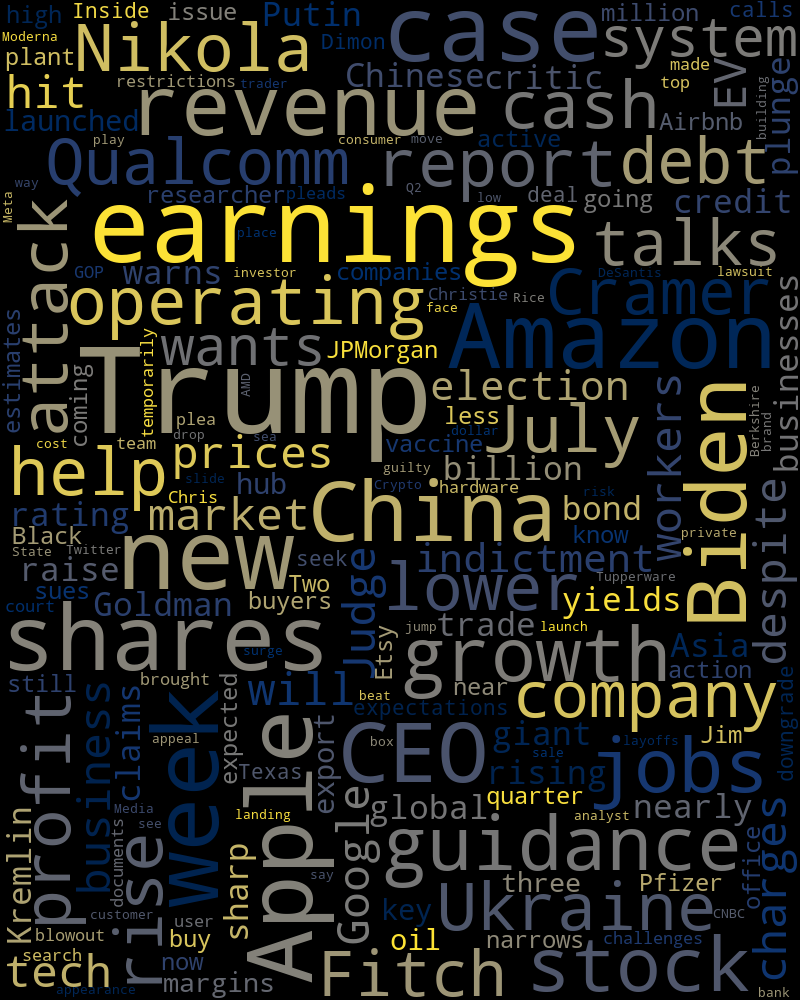 high
Inside
issue
Putin
Dimon
case
million
calls
Moderna
plant
Nikola
system
hit
restrictions
trader
Chinese
critic
made
top
EV
building
plunge
launched
revenue
cash
Airbnb
play
consumer
move
active
way
Qualcomm
report
debt
Meta
researcher
pleads
Q2
low
deal
going
credit
attack
earnings
place
talks
GOP
warns
investor
companies
DeSantis
lawsuit
operating
Christie
Rice
face
Cramer
estimates
temporarily
wants
JPMorgan
Amazon
businesses
coming
Trump
AMD
election
workers
Biden
Berkshire
brand
plea
less
July
drop
sea
dollar
cost
team
prices
vaccine
help
guilty
billion
slide
hub
Crypto
hardware
risk
Chris
China
rating
market
bond
know
private
despite
Black
State
Twitter
new
seek
indictment
raise
Two
Judge
lower
Tupperware
sues
court
Goldman
buyers
yields
shares
surge
Etsy
jump
trade
launch
growth
Asia
action
still
brought
expected
will
beat
near
company
downgrade
profit
business
claims
week
Apple
export
expectations
appeal
CEO
box
giant
sale
layoffs
Jim
rising
jobs
Texas
Google
quarter
Media
see
documents
landing
global
analyst
nearly
Kremlin
rise
sharp
guidance
office
charges
say
three
Pfizer
customer
user
key
Ukraine
CNBC
blowout
search
buy
oil
narrows
challenges
tech
now
margins
Fitch
stock
appearance
bank